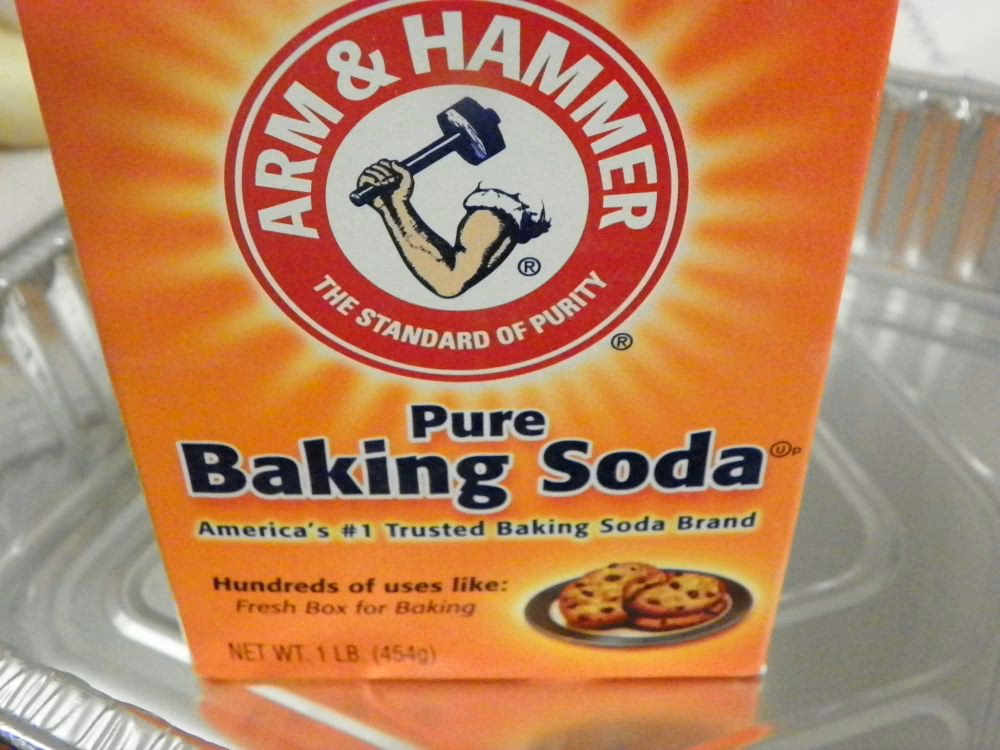 ARM & HAMMER
®
THE STANDARD OF PURITY
®
Pure
Baking Soda Ⓤp
America's #1 Trusted Baking Soda Brand
Hundreds of uses like:
Fresh Box for Baking
NET WT. 1 LB. (454g)